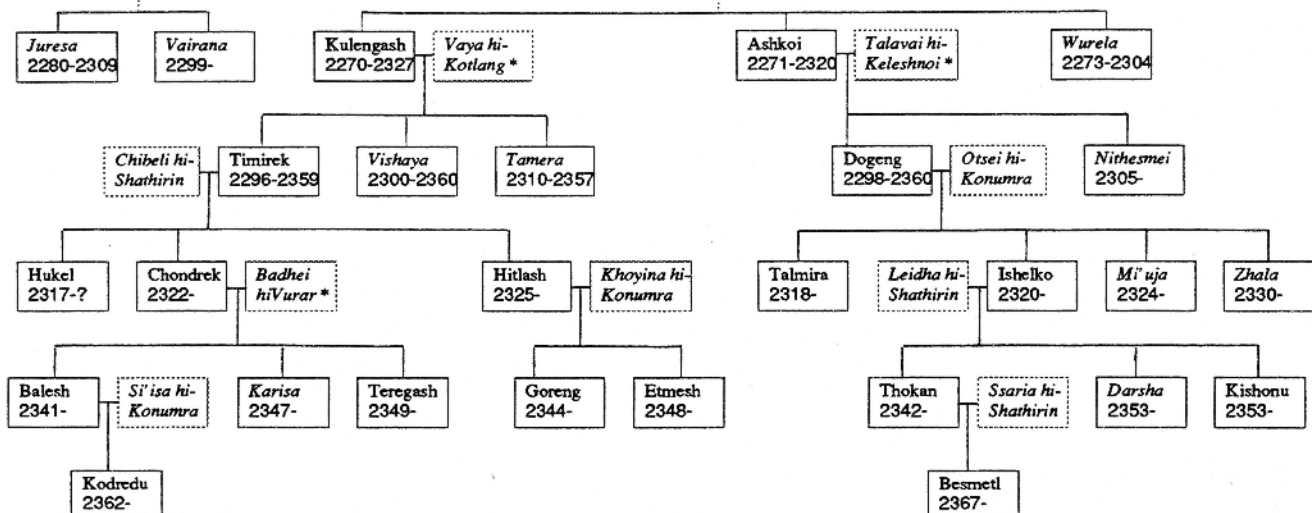 Juresa
2280-2309
Vairana
2299-
Kulengash
2270-2327
Vaya hi-
Kotlang *
Ashkoi
2271-2320
Talavai hi-
Keleshnoi *
Wurela
2273-2304
Chibeli hi-
Shathirin
Timirek
2296-2359
Vishaya
2300-2360
Tamera
2310-2357
Dogeng
2298-2360
Otsei hi-
Konumra
Nithesmei
2305-
Hukel
2317-?
Chondrek
2322-
Badhei
hiVurar *
Hitlash
2325-
Khoyina hi-
Konumra
Talmira
2318-
Leidha hi-
Shathirin
Ishelko
2320-
Mi'uja
2324-
Zhala
2330-
Balesh
2341-
Si'isa hi-
Konumra
Karisa
2347-
Teregash
2349-
Goreng
2344-
Etmesh
2348-
Thokan
2342-
Ssaria hi-
Shathirin
Darsha
2353-
Kishonu
2353-
Kodredu
2362-
Besmetl
2367-